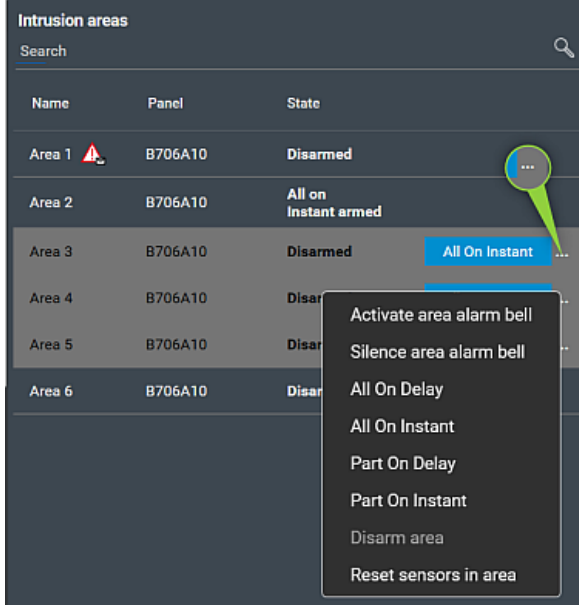 Intrusion areas
Search
Name Panel State
Area 1 B706A10 Disarmed ...
Area 2 B706A10 All on
Instant armed
Area 3 B706A10 Disarmed All On Instant ...
Area 4 B706A10
Area 5 B706A10
Area 6 B706A10
Activate area alarm bell
Silence area alarm bell
All On Delay
All On Instant
Part On Delay
Part On Instant
Disarm area
Reset sensors in area